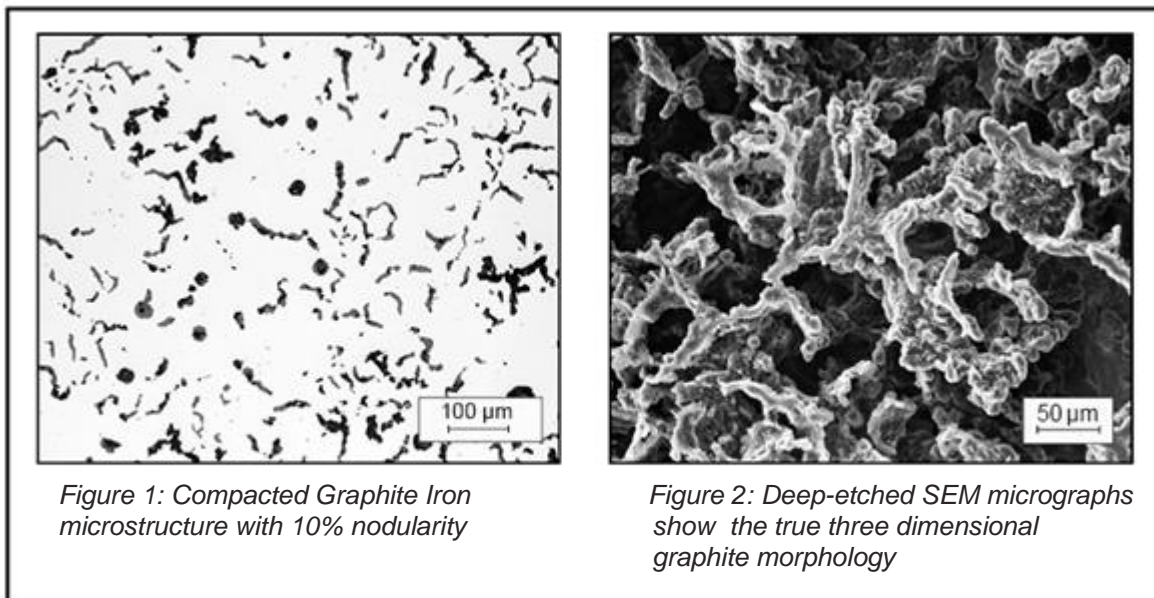 100 µm
50 µm
Figure 1: Compacted Graphite Iron
microstructure with 10% nodularity
Figure 2: Deep-etched SEM micrographs
show the true three dimensional
graphite morphology